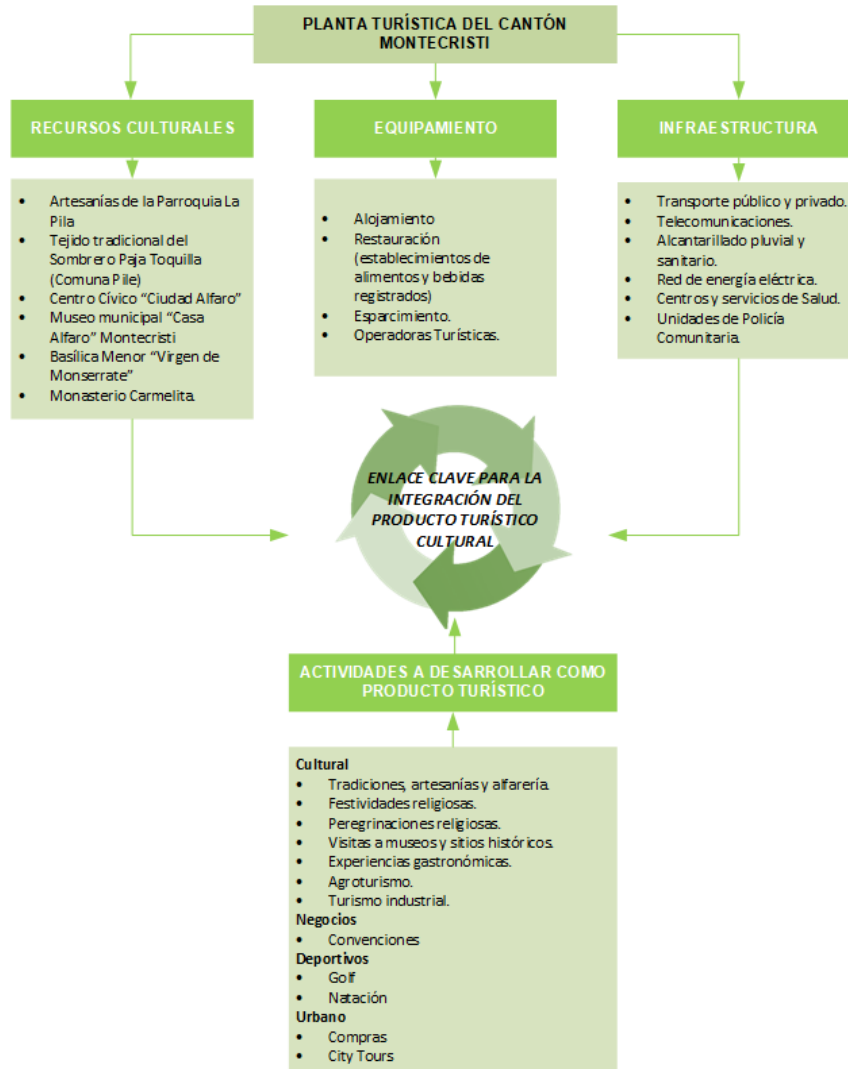 PLANTA TURÍSTICA DEL CANTÓN
MONTECRISTI
RECURSOS CULTURALES
• Artesanías de la Parroquia La
Pila
• Tejido tradicional del
Sombrero Paja Toquilla
(Comuna Pile)
• Centro Cívico “Ciudad Alfaro”
• Museo municipal “Casa
Alfaro” Montecristi
• Basílica Menor “Virgen de
Monserrate”
• Monasterio Carmelita.
EQUIPAMIENTO
• Alojamiento
• Restauración
(establecimientos de
alimentos y bebidas
registrados)
• Esparcimiento.
• Operadoras Turísticas.
INFRAESTRUCTURA
• Transporte público y privado.
• Telecomunicaciones.
• Alcantarillado pluvial y
sanitario.
• Red de energía eléctrica.
• Centros y servicios de Salud.
• Unidades de Policía
Comunitaria.
ENLACE CLAVE PARA LA
INTEGRACIÓN DEL
PRODUCTO TURÍSTICO
CULTURAL
ACTIVIDADES A DESARROLLAR COMO
PRODUCTO TURÍSTICO
Cultural
• Tradiciones, artesanías y alfarería.
• Festividades religiosas.
• Peregrinaciones religiosas.
• Visitas a museos y sitios históricos.
• Experiencias gastronómicas.
• Agroturismo.
• Turismo industrial.
Negocios
• Convenciones
Deportivos
• Golf
• Natación
Urbano
• Compras
• City Tours